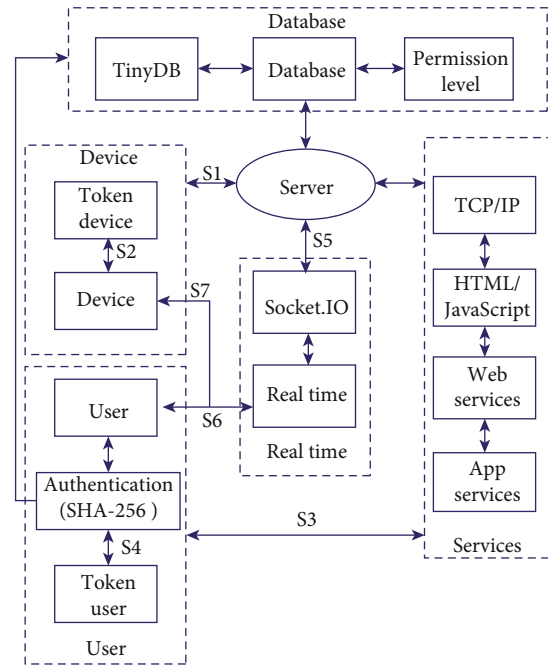 Database
TinyDB
Database
Permission
level
Device
Token
device
S2
Device
S1
Server
S5
S7
Socket.IO
Real time
Real time
S6
TCP/IP
HTML/
JavaScript
Web
services
App
services
Services
User
Authentication
(SHA-256 )
S4
Token
user
User
S3